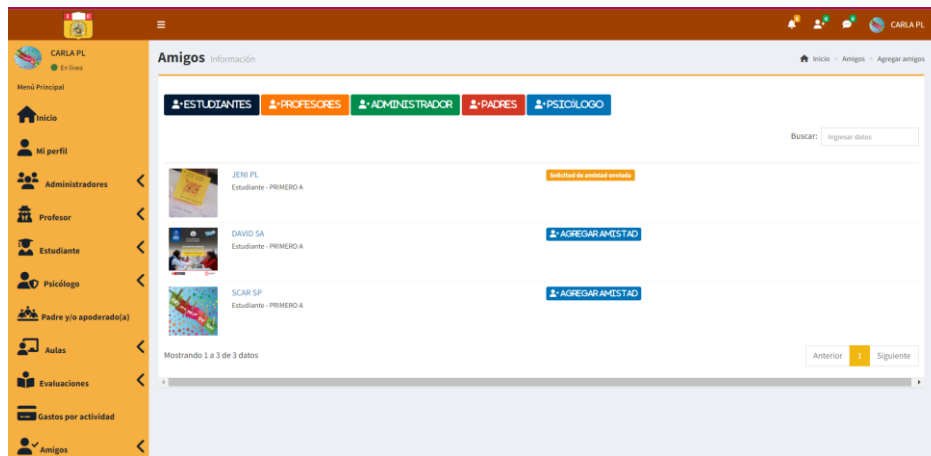 CARLA PL
CARLA PL
En línea
Menú Principal
Inicio
Mi perfil
Administradores
Profesor
Estudiante
Psicólogo
Padre y/o apoderado(a)
Aulas
Evaluaciones
Gastos por actividad
Amigos
Amigos Información
Inicio > Amigos > Agregar amigos
ESTUDIANTES PROFESORES ADMINISTRADOR PADRES PSICÓLOGO
Buscar: Ingresar datos
JENI PL
Estudiante - PRIMERO A
Solicitud de amistad enviada
DAVID SA
Estudiante - PRIMERO A
AGREGAR AMISTAD
SCAR SP
Estudiante - PRIMERO A
AGREGAR AMISTAD
Mostrando 1 a 3 de 3 datos
Anterior 1 Siguiente